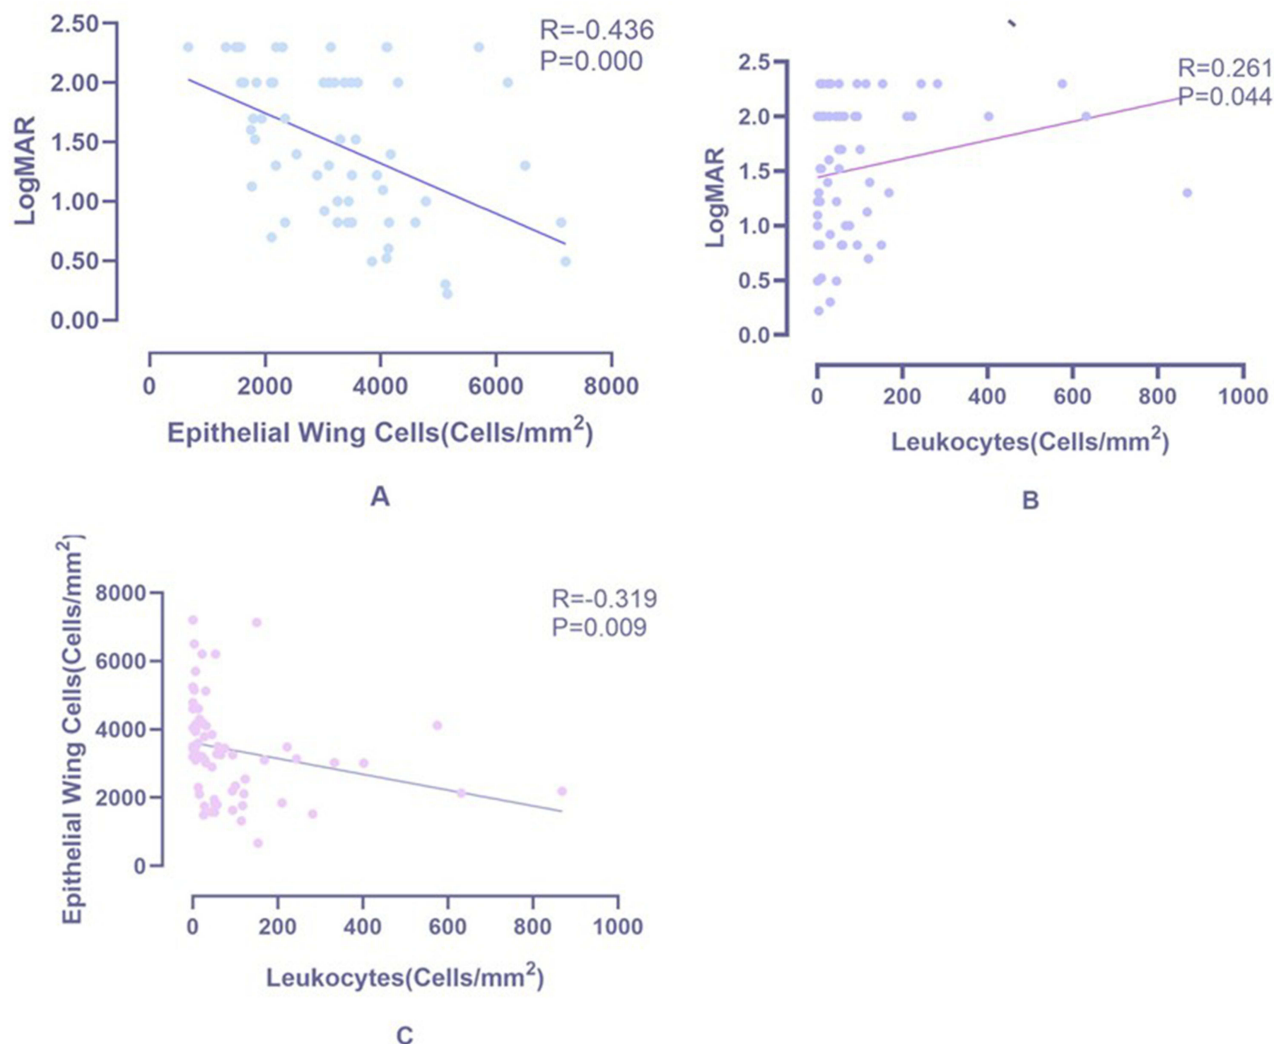 2.50
2.00
1.50
1.00
0.50
0.00
LogMAR
R=-0.436
P=0.000
0 2000 4000 6000 8000
Epithelial Wing Cells(Cells/mm²)
A
2.5
2.0
1.5
1.0
0.5
0.0
LogMAR
R=0.261
P=0.044
0 200 400 600 800 1000
Leukocytes(Cells/mm²)
B
8000
6000
4000
2000
0
Epithelial Wing Cells(Cells/mm²)
R=-0.319
P=0.009
0 200 400 600 800 1000
Leukocytes(Cells/mm²)
C